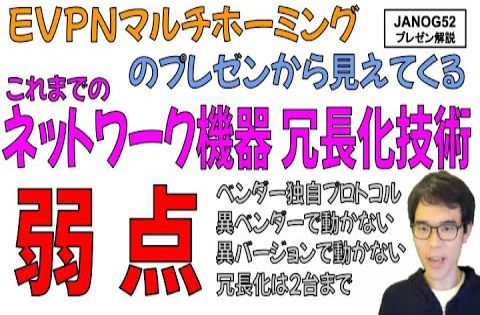 EVPNマルチホーミング
JANOG52
プレゼン解説
のプレゼンから見えてくる
これまでの
ネットワーク機器 冗長化技術
弱点
ベンダー独自プロトコル
異ベンダーで動かない
異バージョンで動かない
冗長化は2台まで